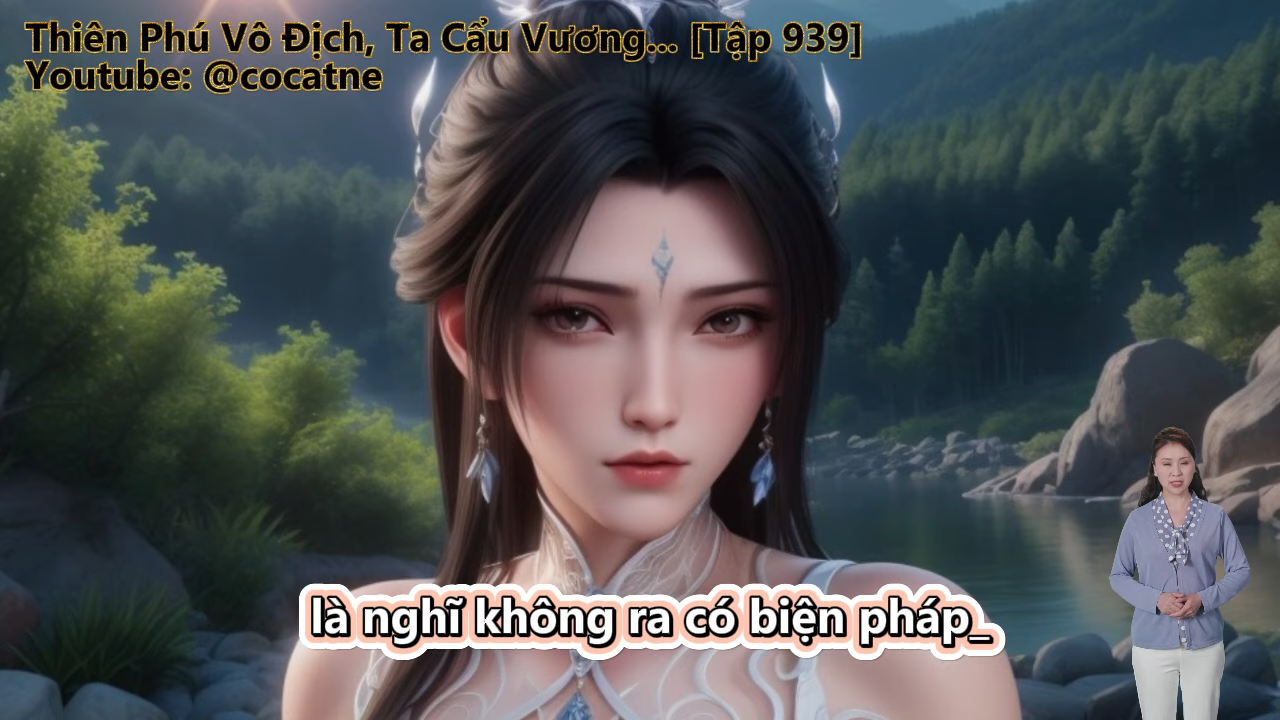 Thiên Phú Vô Địch, Ta Cẩu Vương... [Tập 939]
Youtube: @cocatne
là nghĩ không ra có biện pháp_